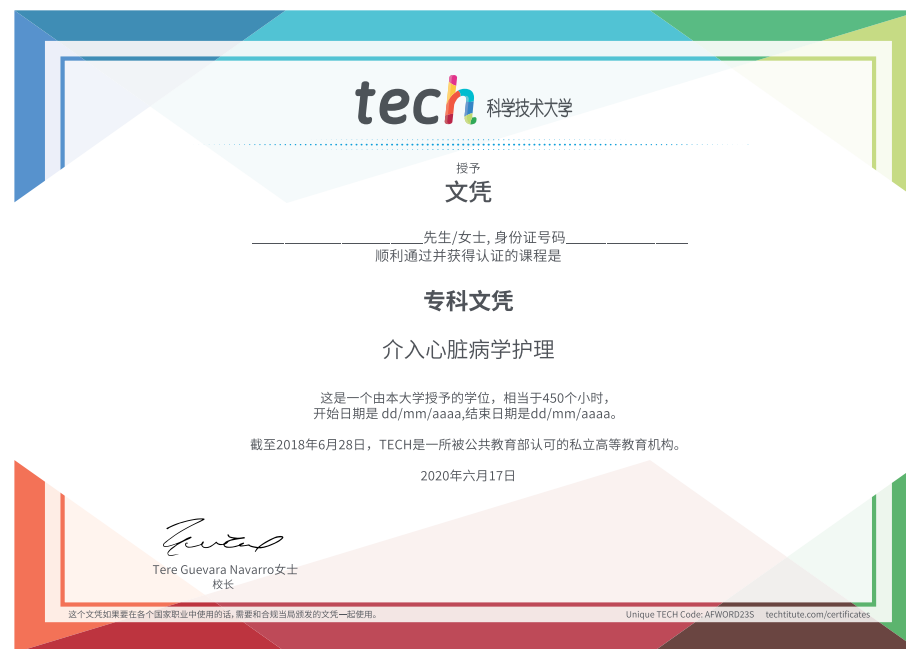 tech 科学技术大学
授予
文凭
____________________先生/女士, 身份证号码______________
顺利通过并获得认证的课程是
专科文凭
介入心脏病学护理
这是一个由本大学授予的学位，相当于450个小时，
开始日期是 dd/mm/aaaa,结束日期是dd/mm/aaaa。
截至2018年6月28日，TECH是一所被公共教育部认可的私立高等教育机构。
2020年六月17日
Tere Guevara Navarro女士
校长
这个文凭如果要在各个国家职业中使用的话,需要和合规当局颁发的文凭一起使用。
Unique TECH Code: AFWORD23S techtitute.com/certificates